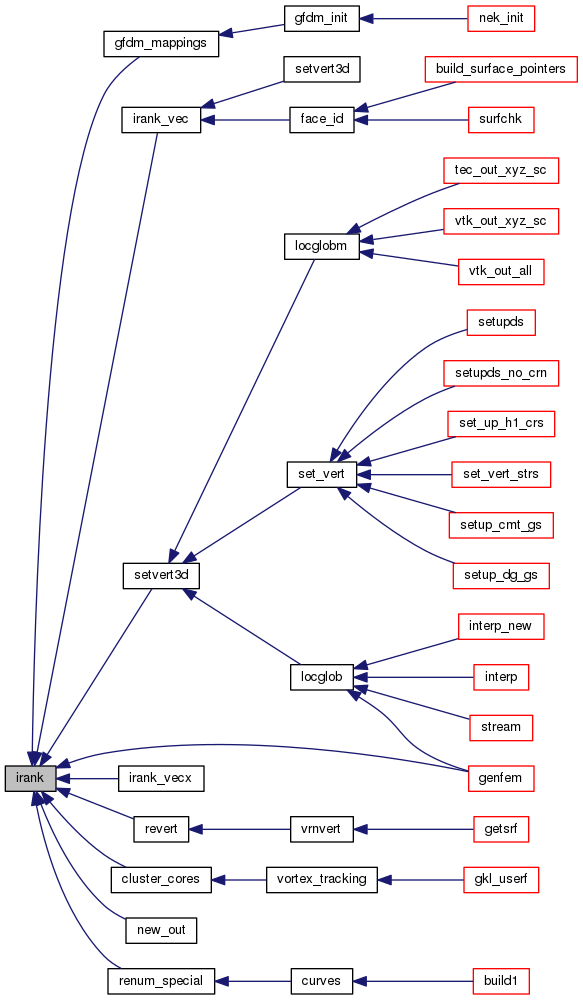 gfdm_init
nek_init
gfdm_mappings
setvert3d
build_surface_pointers
irank_vec
face_id
surfchk
tec_out_xyz_sc
vtk_out_xyz_sc
locglobm
vtk_out_all
setupds
setupds_no_crn
set_up_h1_crs
set_vert
set_vert_strs
setup_cmt_gs
setvert3d
setup_dg_gs
interp_new
locglob
interp
stream
irank
irank_vecx
genfem
revert
vrnvert
getsrf
cluster_cores
vortex_tracking
gkl_userf
new_out
renum_special
curves
build1